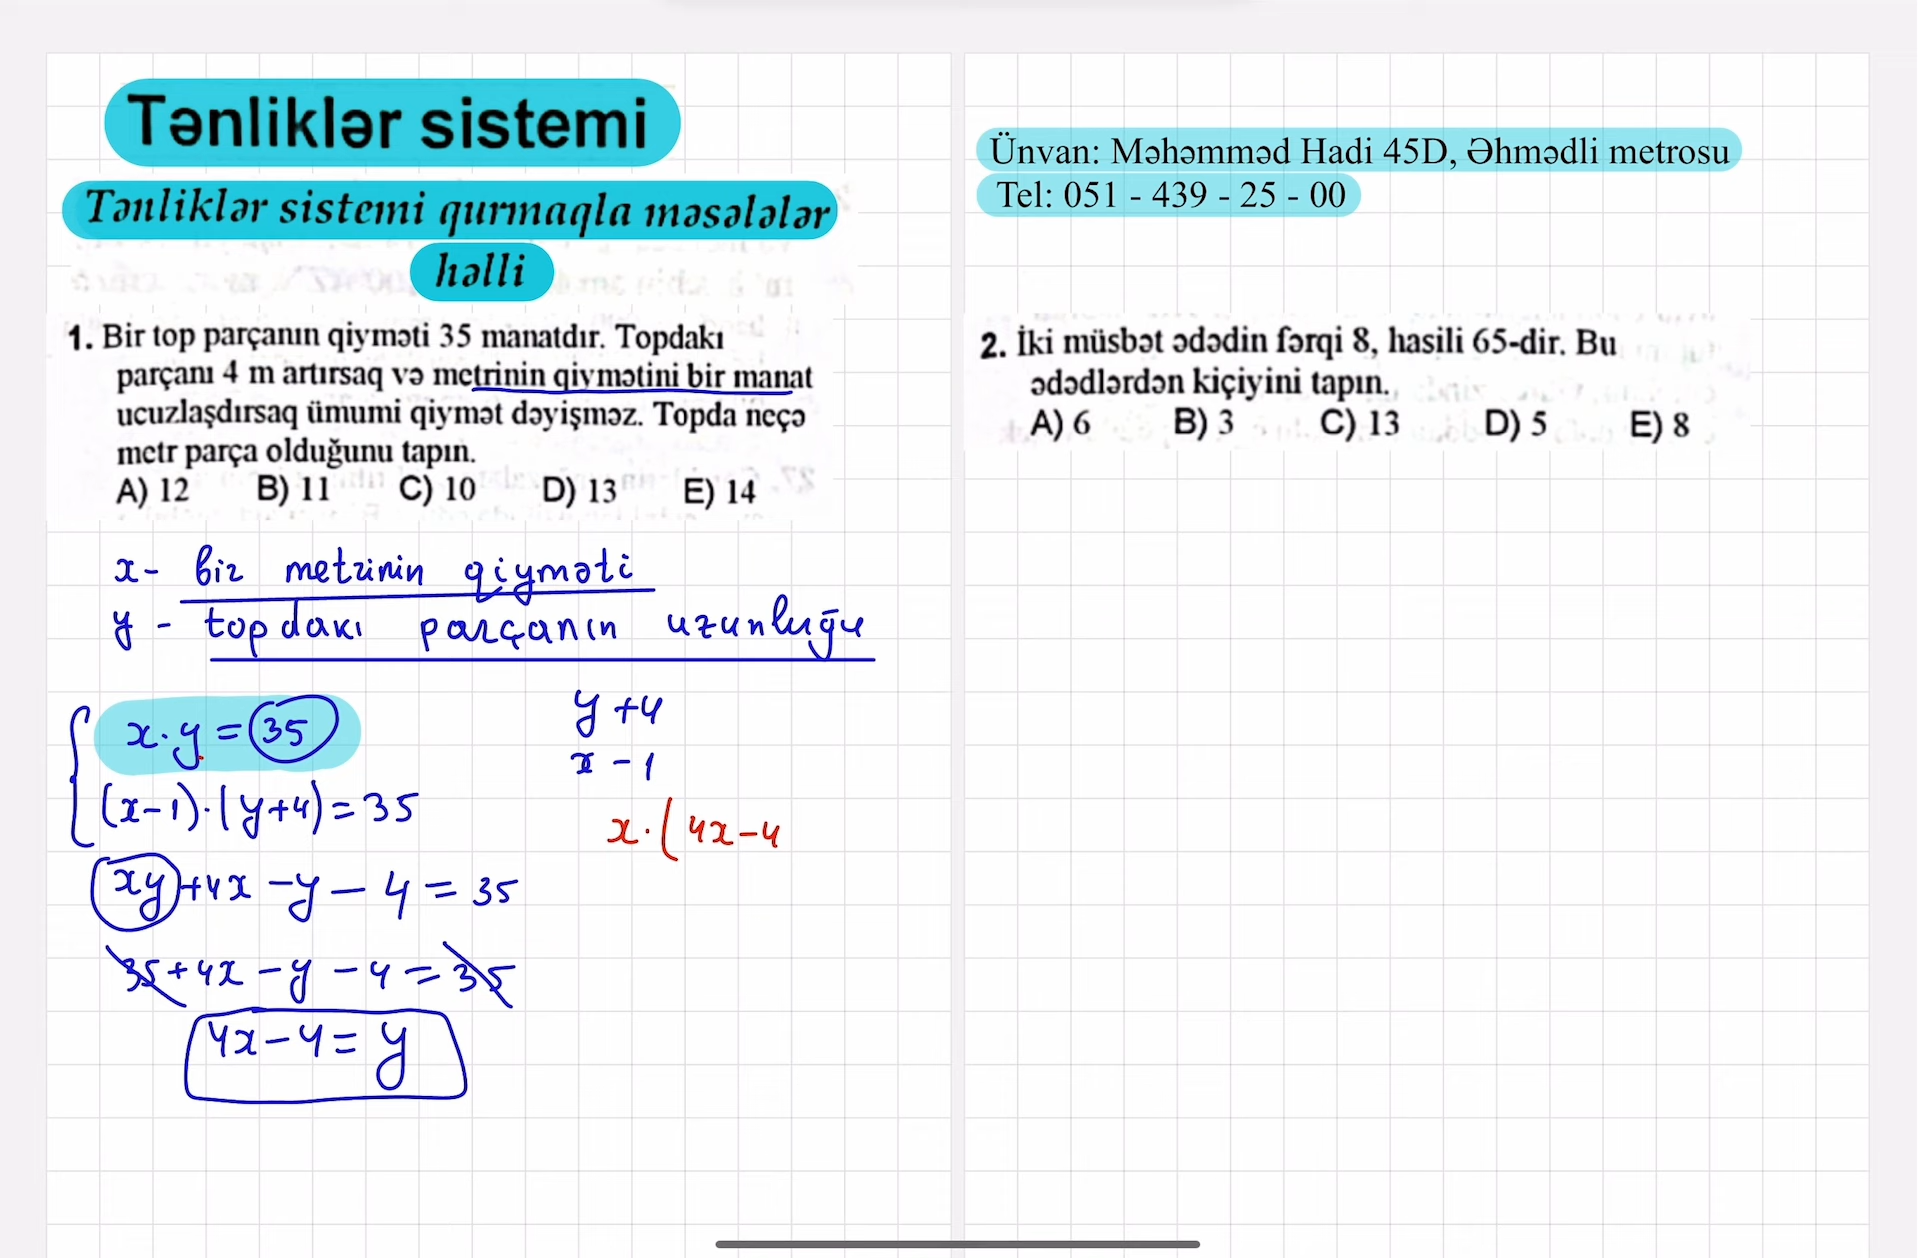 Tənliklər sistemi
Tənliklər sistemi qurmaqla məsələlər
həlli
1. Bir top parçanın qiyməti 35 manatdır. Topdakı
parçanı 4 m artırsaq və metrinin qiymətini bir manat
ucuzlaşdırsaq ümumi qiymət dəyişməz. Topda neçə
metr parça olduğunu tapın.
A) 12 B) 11 C) 10 D) 13 E) 14
x - bir metrinin qiyməti
y - topdakı parçanın uzunluğu
x·y = 35
(x-1)·(y+4) = 35
xy+4x-y-4 = 35
35+4x-y-4 = 35
4x-4 = y
y+4
x-1
x·(4x-4
Ünvan: Məhəmməd Hadi 45D, Əhmədli metrosu
Tel: 051 - 439 - 25 - 00
2. İki müsbət ədədin fərqi 8, hasili 65-dir. Bu
ədədlərdən kiçiyini tapın.
A) 6 B) 3 C) 13 D) 5 E) 8